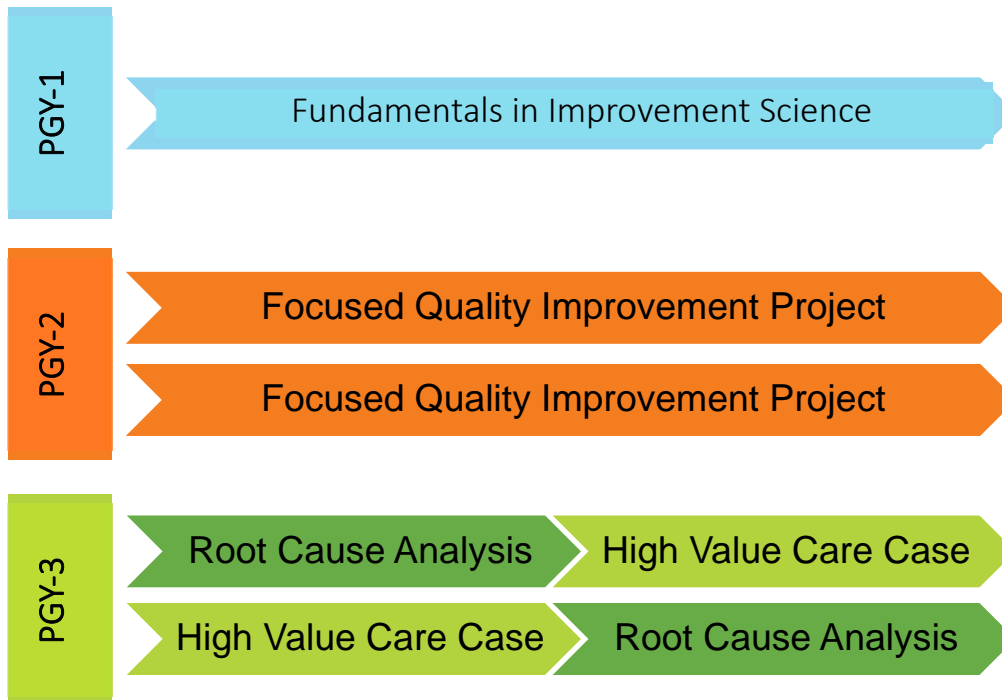 PGY-1
Fundamentals in Improvement Science
PGY-2
Focused Quality Improvement Project
Focused Quality Improvement Project
PGY-3
Root Cause Analysis
High Value Care Case
High Value Care Case
Root Cause Analysis